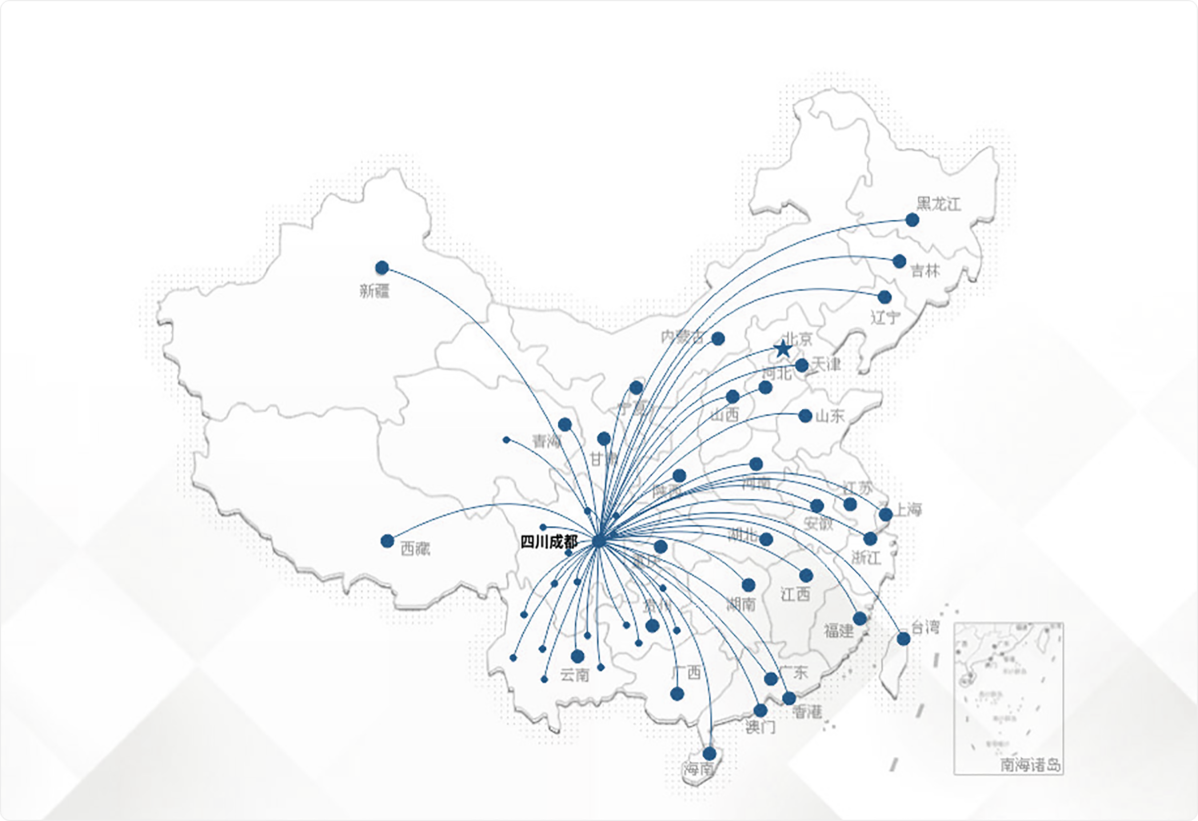 黑龙江
吉林
新疆
辽宁
内蒙古
北京
天津
河北
宁夏
山西
山东
青海
甘肃
河南
陕西
江苏
上海
安徽
湖北
四川成都
西藏
浙江
重庆
江西
贵州
湖南
台湾
福建
云南
广西
广东
香港
澳门
南海诸岛
海南